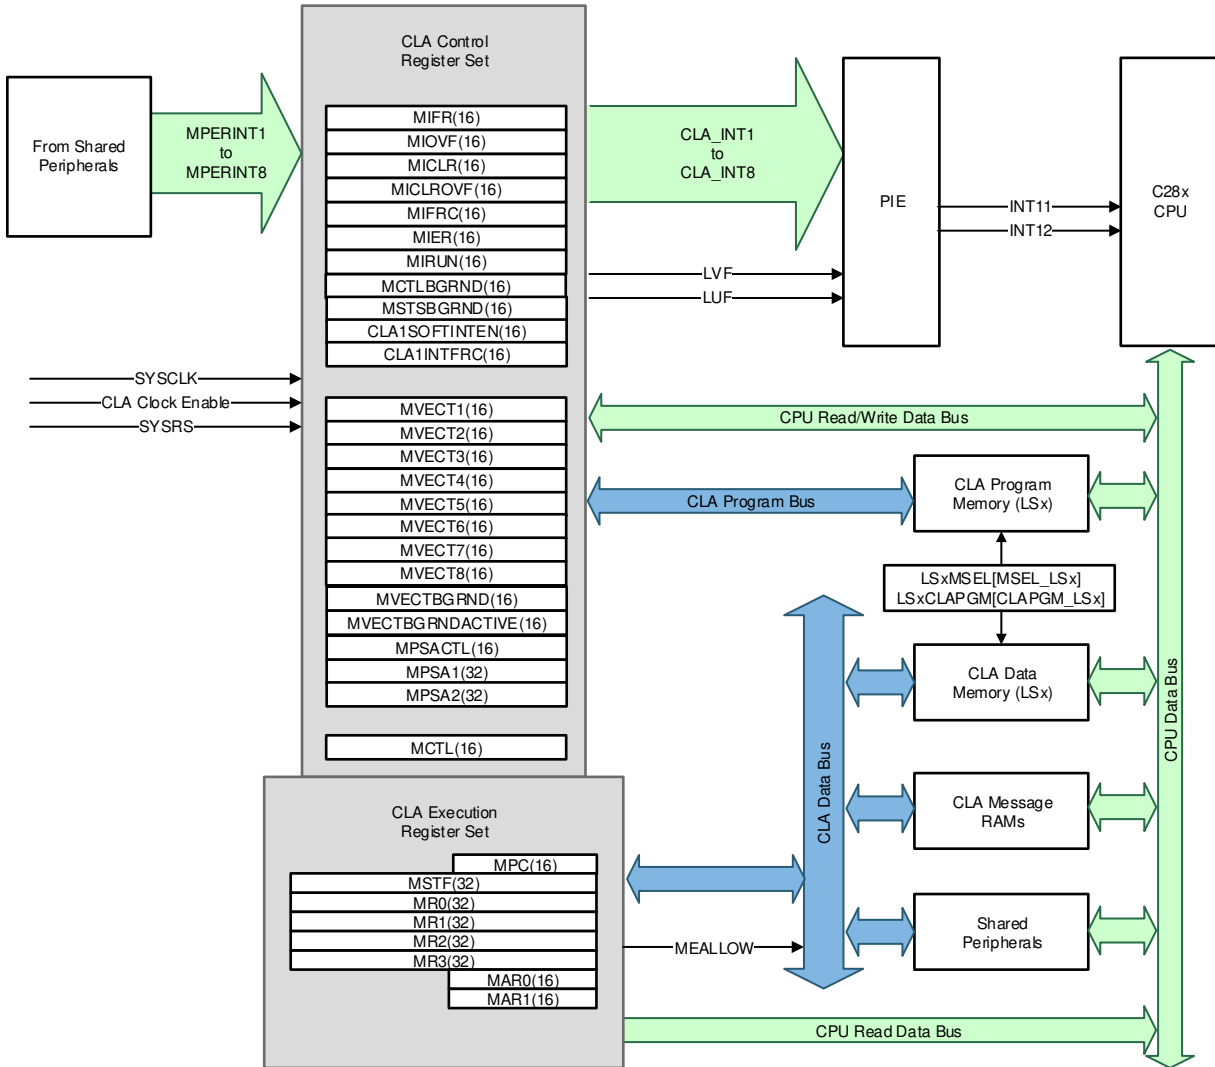 CLA Control
Register Set
From Shared
Peripherals
MPERINT1
to
MPERINT8
MIFR(16)
MIOVF(16)
MICLR(16)
MICLROVF(16)
MIFRC(16)
MIER(16)
MIRUN(16)
MCTLBGRND(16)
MSTSBGRND(16)
CLA1SOFTINTEN(16)
CLA1INTFRC(16)
CLA_INT1
to
CLA_INT8
LVF
LUF
PIE
INT11
INT12
C28x
CPU
SYSCLK
CLA Clock Enable
SYSRS
MVECT1(16)
MVECT2(16)
MVECT3(16)
MVECT4(16)
MVECT5(16)
MVECT6(16)
MVECT7(16)
MVECT8(16)
MVECTBGRND(16)
MVECTBGRNDACTIVE(16)
MPSACTL(16)
MPSA1(32)
MPSA2(32)
MCTL(16)
CPU Read/Write Data Bus
CLA Program Bus
CLA Program
Memory (LSx)
LSxMSEL[MSEL_LSx]
LSxCLAPGM[CLAPGM_LSx]
CLA Data
Memory (LSx)
CLA Data Bus
CPU Data Bus
CLA Message
RAMs
Shared
Peripherals
CLA Execution
Register Set
MPC(16)
MSTF(32)
MR0(32)
MR1(32)
MR2(32)
MR3(32)
MAR0(16)
MAR1(16)
MEALLOW
CPU Read Data Bus